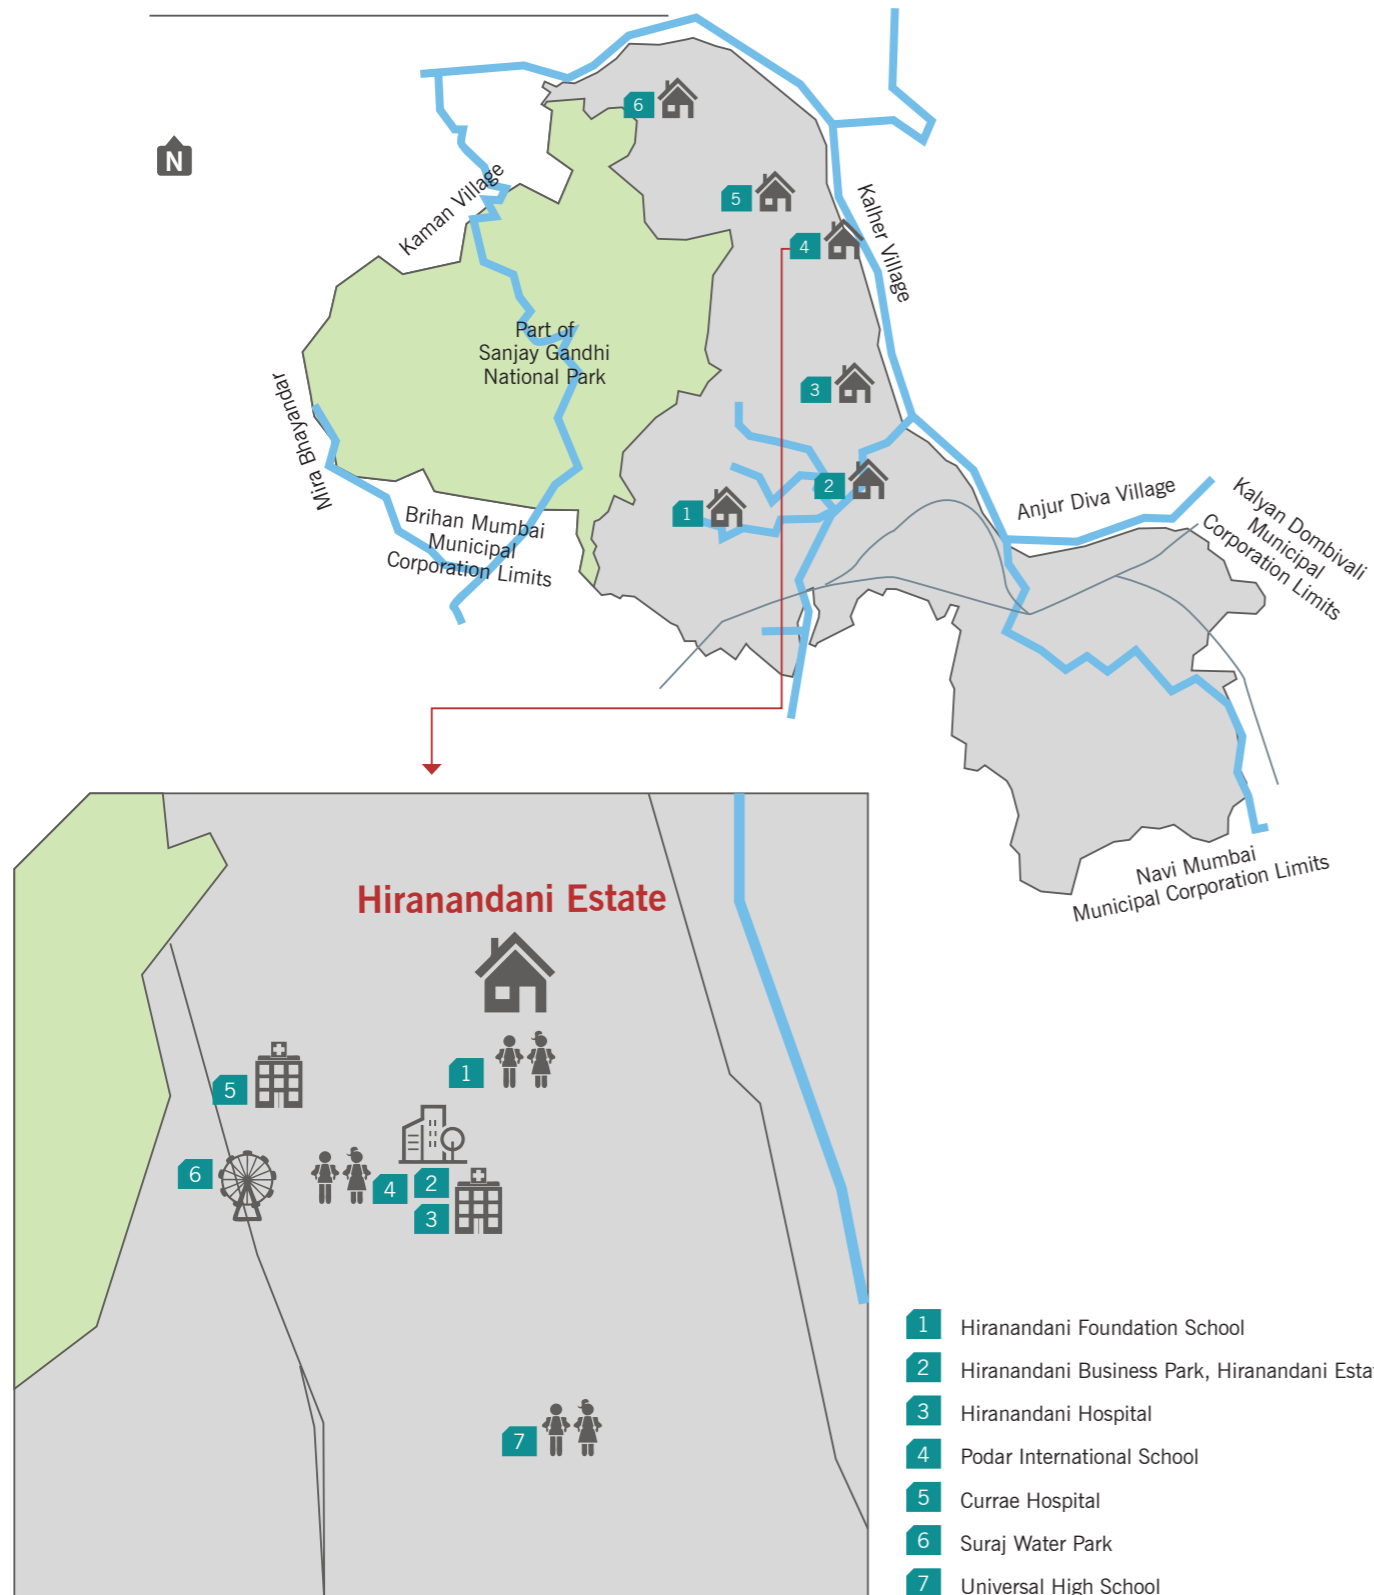 N
6
5
4
3
2
1
Kaman Village
Kalher Village
Part of
Sanjay Gandhi
National Park
Mira Bhayandar
Brihan Mumbai
Municipal
Corporation Limits
Anjur Diva Village
Kalyan Dombivali
Municipal
Corporation Limits
Navi Mumbai
Municipal Corporation Limits
Hiranandani Estate
1
5
6
4
2
3
7
1 Hiranandani Foundation School
2 Hiranandani Business Park, Hiranandani Esta
3 Hiranandani Hospital
4 Podar International School
5 Currae Hospital
6 Suraj Water Park
7 Universal High School